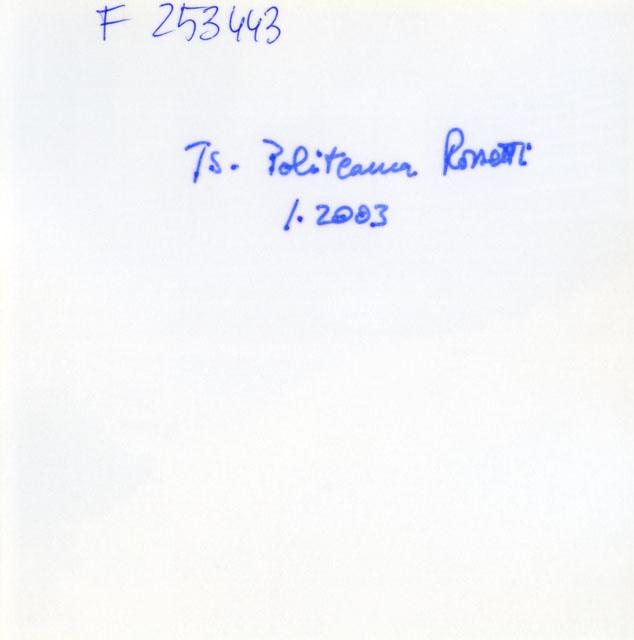 F 253443
Ts. Politeama Rossetti
1.2003